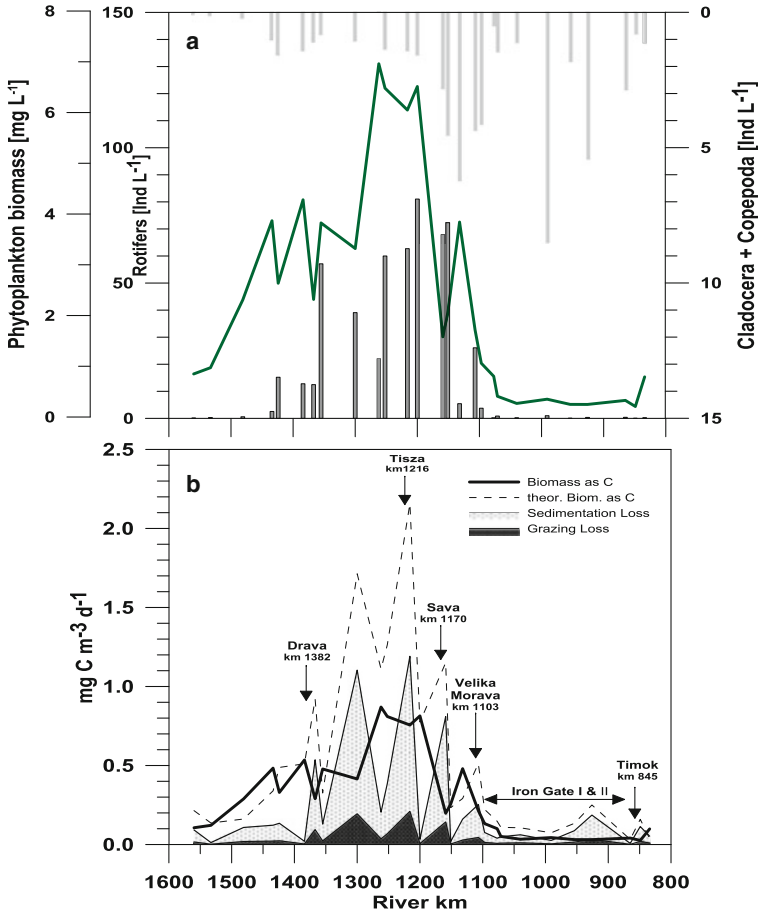 8
6
4
2
0
Phytoplankton biomass [mg L-1]
150
100
50
0
Rotifers [Ind L-1]
a
0
5
10
15
Cladocera + Copepoda [Ind L-1]
2.5
2.0
1.5
1.0
0.5
0.0
mg C m-3 d-1
b
Tisza
km1216
Biomass as C
theor. Biom. as C
Sedimentation Loss
Grazing Loss
Sava
km 1170
Drava
km 1382
Velika
Morava
km 1103
Iron Gate I & II
Timok
km 845
1600 1500 1400 1300 1200 1100 1000 900 800
River km